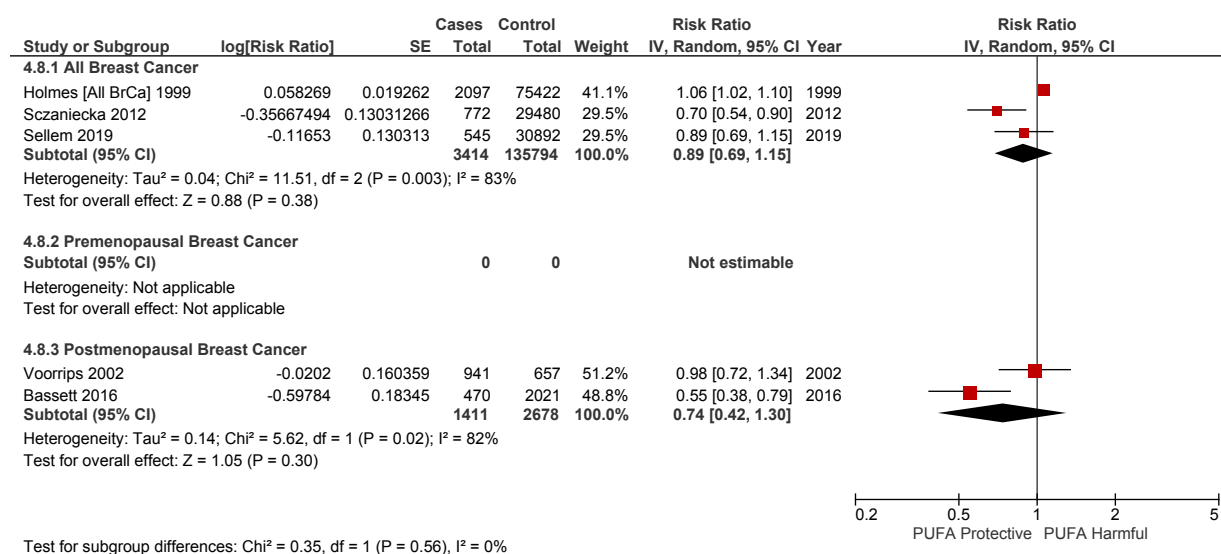 Cases Control Risk Ratio Risk Ratio
Study or Subgroup log[Risk Ratio] SE Total Total Weight IV, Random, 95% CI Year IV, Random, 95% CI
4.8.1 All Breast Cancer
Holmes [All BrCa] 1999 0.058269 0.019262 2097 75422 41.1% 1.06 [1.02, 1.10] 1999
Sczaniecka 2012 -0.35667494 0.13031266 772 29480 29.5% 0.70 [0.54, 0.90] 2012
Sellem 2019 -0.11653 0.130313 545 30892 29.5% 0.89 [0.69, 1.15] 2019
Subtotal (95% CI) 3414 135794 100.0% 0.89 [0.69, 1.15]
Heterogeneity: Tau² = 0.04; Chi² = 11.51, df = 2 (P = 0.003); I² = 83%
Test for overall effect: Z = 0.88 (P = 0.38)
4.8.2 Premenopausal Breast Cancer
Subtotal (95% CI) 0 0 Not estimable
Heterogeneity: Not applicable
Test for overall effect: Not applicable
4.8.3 Postmenopausal Breast Cancer
Voorrips 2002 -0.0202 0.160359 941 657 51.2% 0.98 [0.72, 1.34] 2002
Bassett 2016 -0.59784 0.18345 470 2021 48.8% 0.55 [0.38, 0.79] 2016
Subtotal (95% CI) 1411 2678 100.0% 0.74 [0.42, 1.30]
Heterogeneity: Tau² = 0.14; Chi² = 5.62, df = 1 (P = 0.02); I² = 82%
Test for overall effect: Z = 1.05 (P = 0.30)
0.2 0.5 1 2 5
PUFA Protective PUFA Harmful
Test for subgroup differences: Chi² = 0.35, df = 1 (P = 0.56), I² = 0%